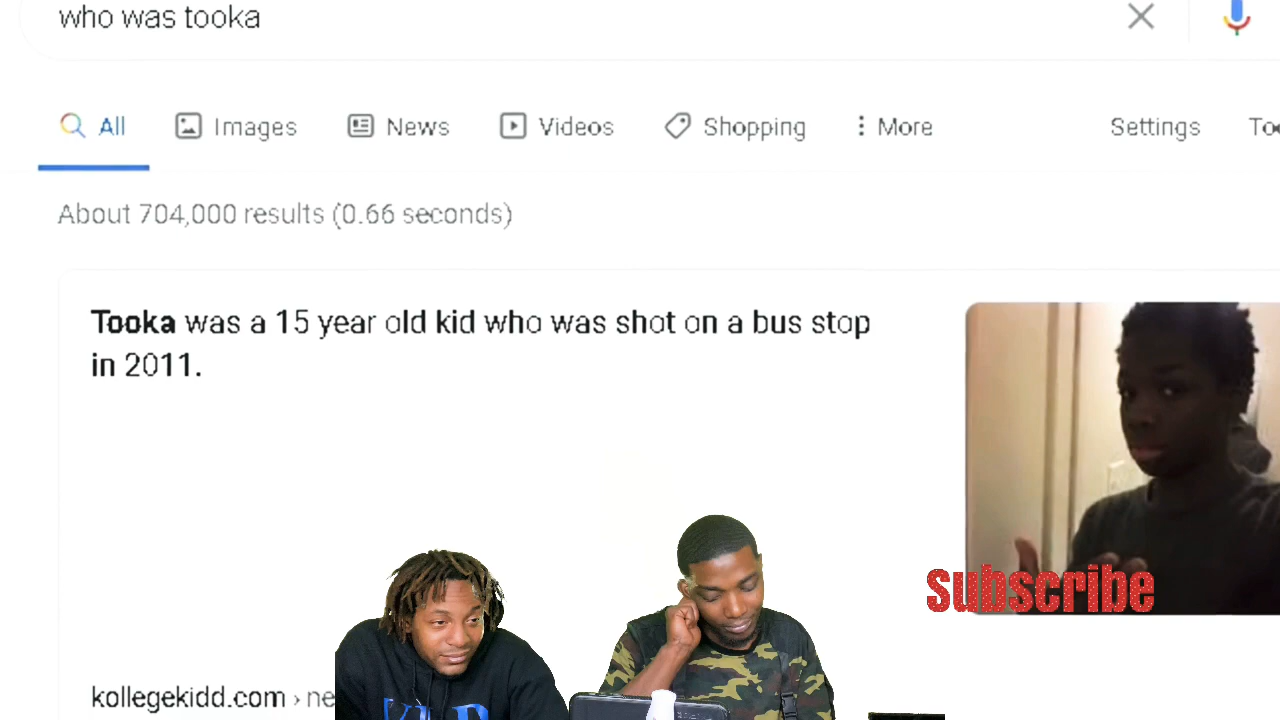 who was tooka
All Images News Videos Shopping More Settings
About 704,000 results (0.66 seconds)
Tooka was a 15 year old kid who was shot on a bus stop
in 2011.
Subscribe
kollegekidd.com › ne